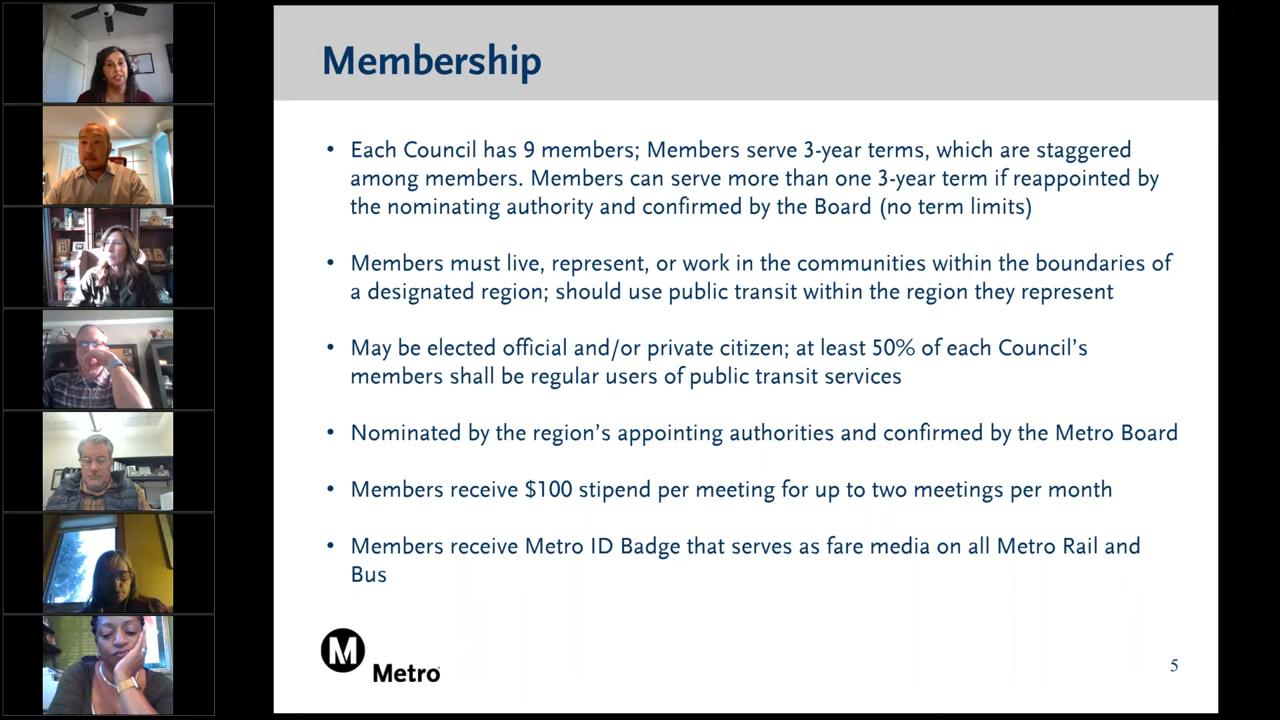 Membership
• Each Council has 9 members; Members serve 3-year terms, which are staggered
among members. Members can serve more than one 3-year term if reappointed by
the nominating authority and confirmed by the Board (no term limits)
• Members must live, represent, or work in the communities within the boundaries of
a designated region; should use public transit within the region they represent
• May be elected official and/or private citizen; at least 50% of each Council's
members shall be regular users of public transit services
• Nominated by the region's appointing authorities and confirmed by the Metro Board
• Members receive $100 stipend per meeting for up to two meetings per month
• Members receive Metro ID Badge that serves as fare media on all Metro Rail and
Bus
M
Metro
5